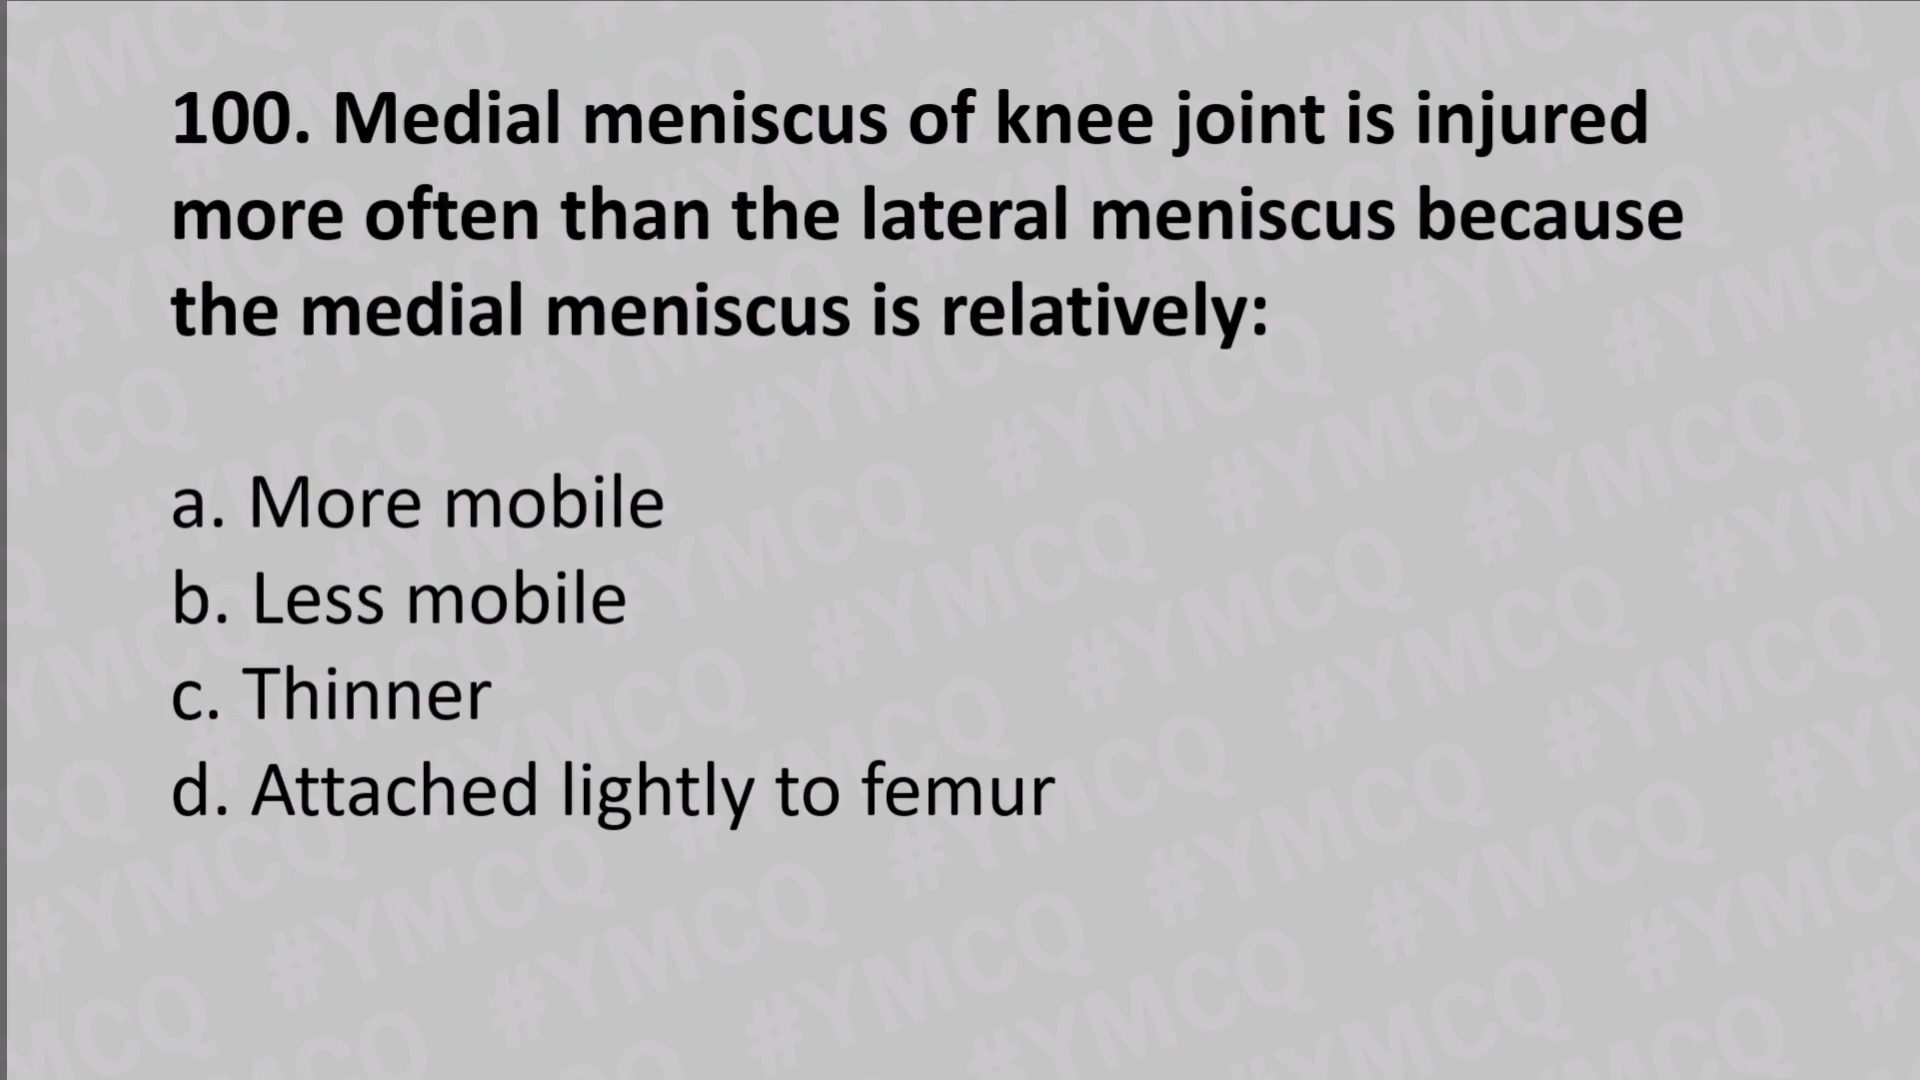 100. Medial meniscus of knee joint is injured
more often than the lateral meniscus because
the medial meniscus is relatively:
a. More mobile
b. Less mobile
c. Thinner
d. Attached lightly to femur
#YMCQ